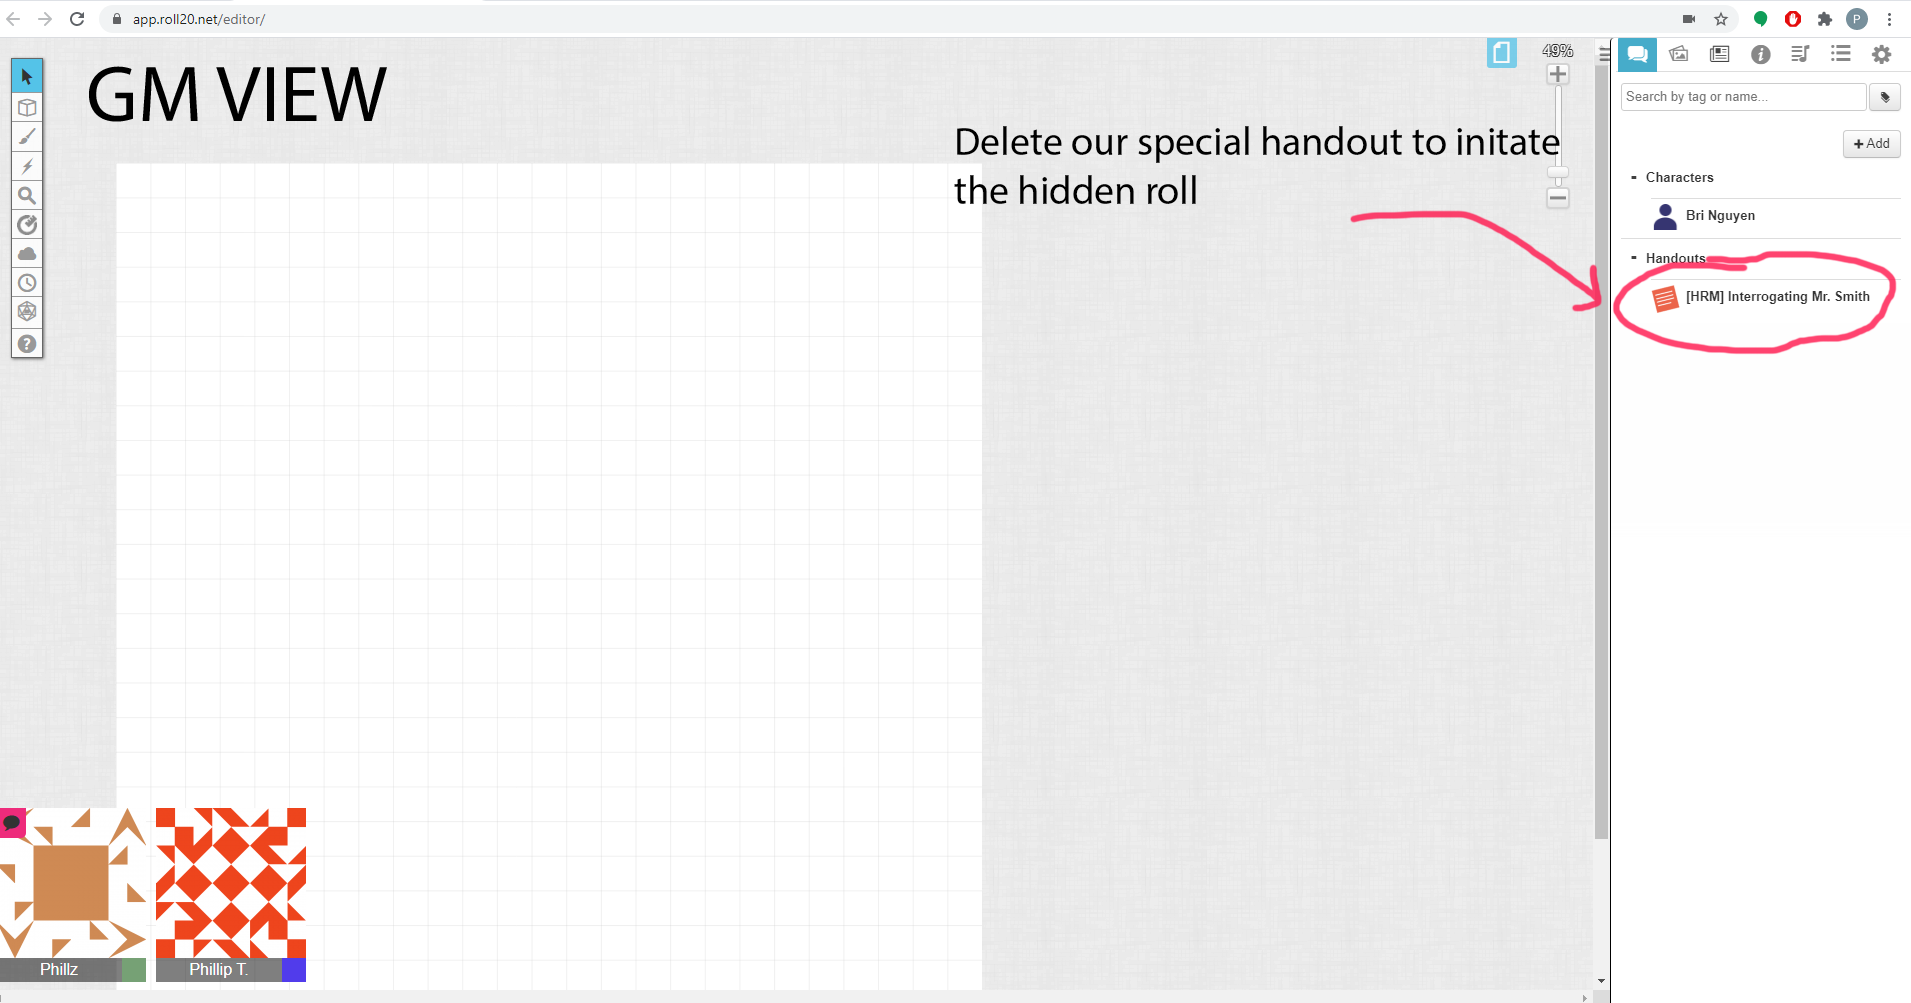 app.roll20.net/editor/
P
GM VIEW
49%
Search by tag or name...
Delete our special handout to initate
the hidden roll
+ Add
- Characters
Bri Nguyen
- Handouts
[HRM] Interrogating Mr. Smith
Phillz
Phillip T.